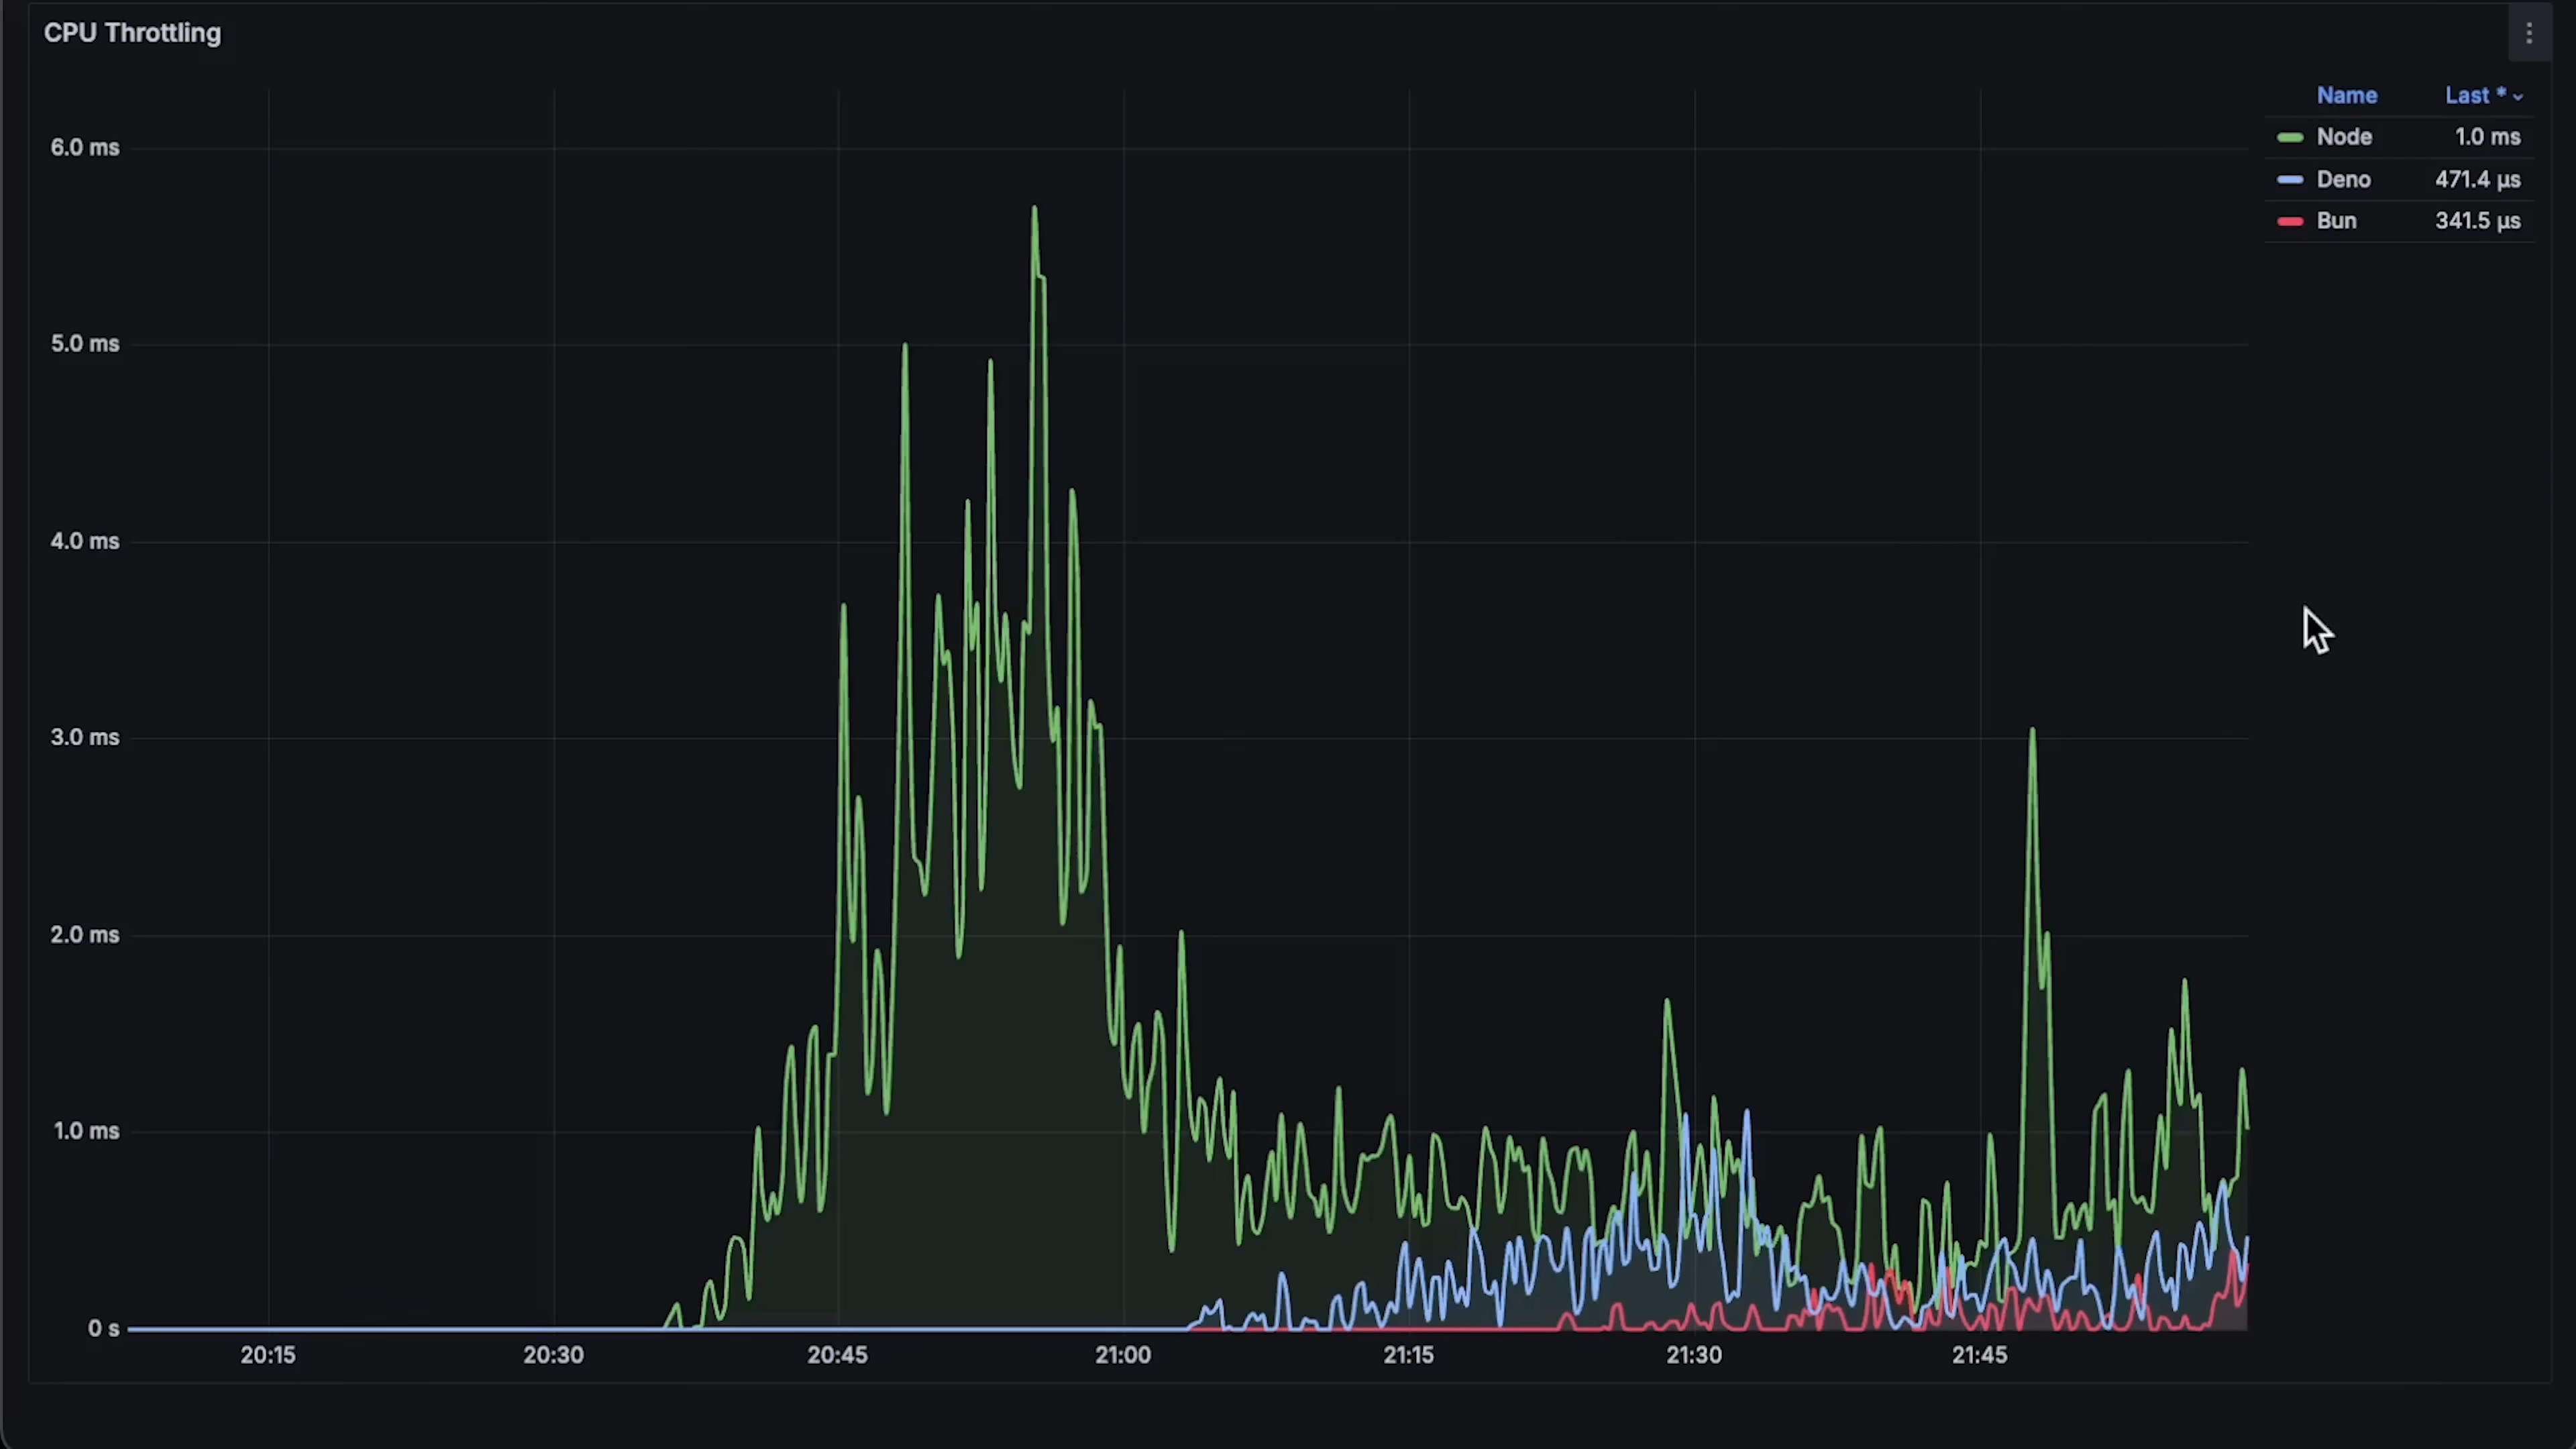 CPU Throttling
Name Last *
Node 1.0 ms
Deno 471.4 µs
Bun 341.5 µs
6.0 ms
5.0 ms
4.0 ms
3.0 ms
2.0 ms
1.0 ms
0 s
20:15 20:30 20:45 21:00 21:15 21:30 21:45